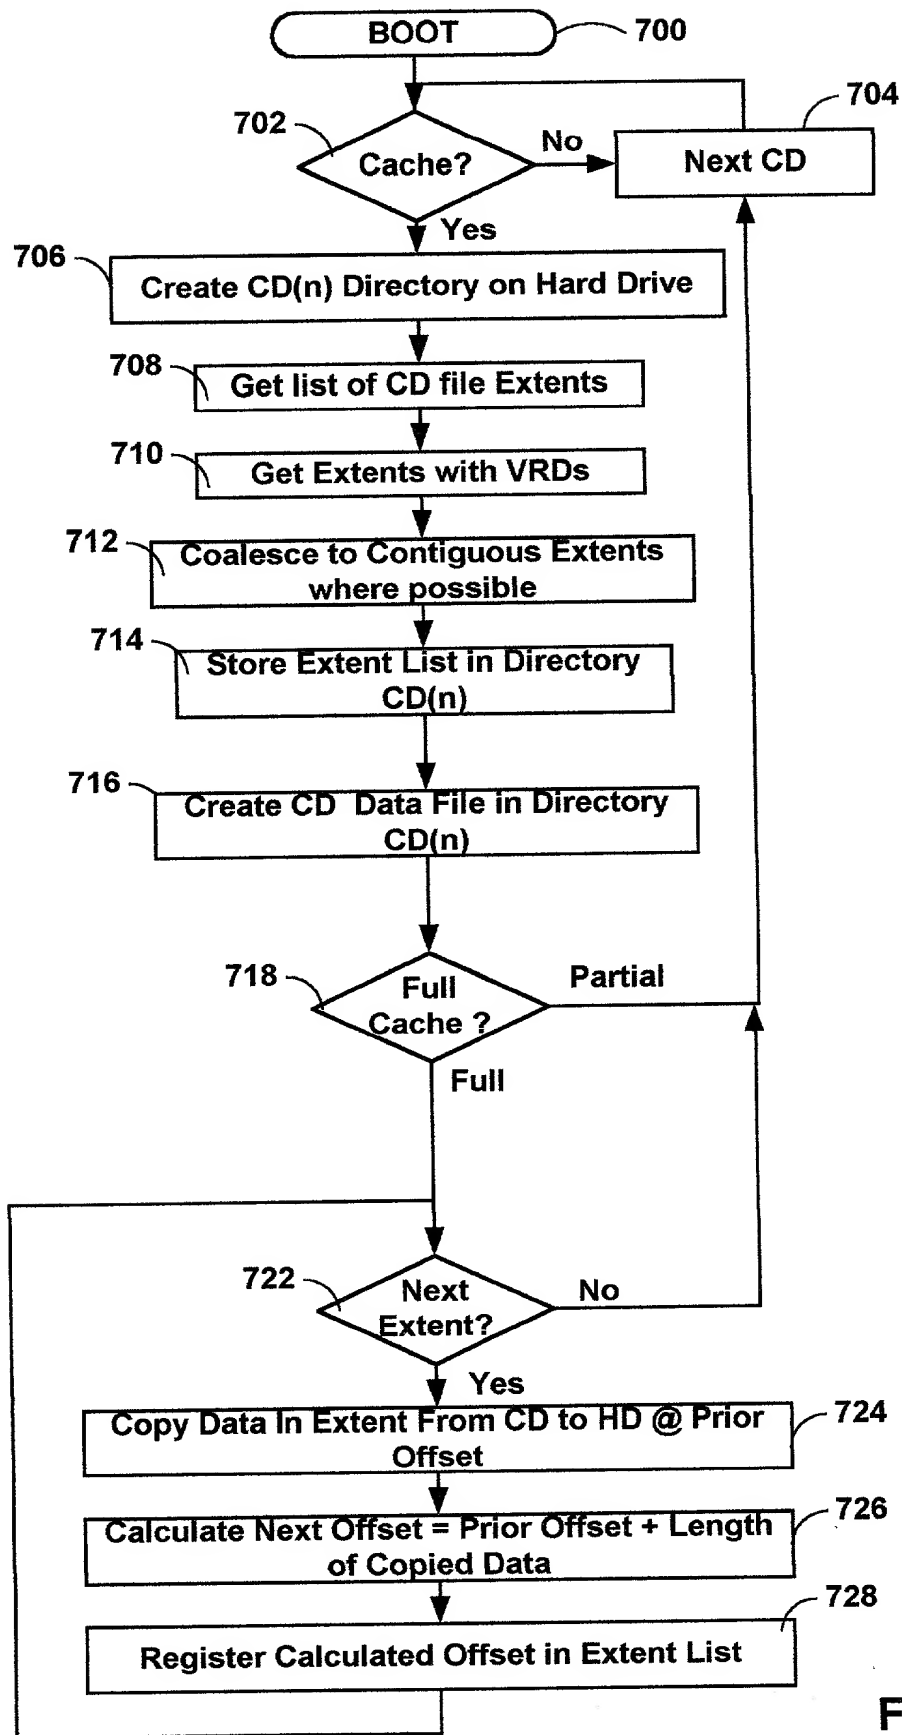 BOOT
700
704
702
Cache?
No
Next CD
Yes
706
Create CD(n) Directory on Hard Drive
708
Get list of CD file Extents
710
Get Extents with VRDs
712
Coalesce to Contiguous Extents
where possible
714
Store Extent List in Directory
CD(n)
716
Create CD Data File in Directory
CD(n)
718
Full
Cache ?
Partial
Full
722
Next
Extent?
No
Yes
Copy Data In Extent From CD to HD @ Prior
Offset
724
Calculate Next Offset = Prior Offset + Length
of Copied Data
726
728
Register Calculated Offset in Extent List
F